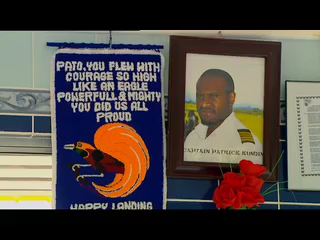 PATO, YOU FLEW WITH
COURAGE SO HIGH
LIKE AN EAGLE
POWERFULL & MIGHTY
YOU DID US ALL
PROUD
HAPPY LANDING
CAPTAIN PATRICK